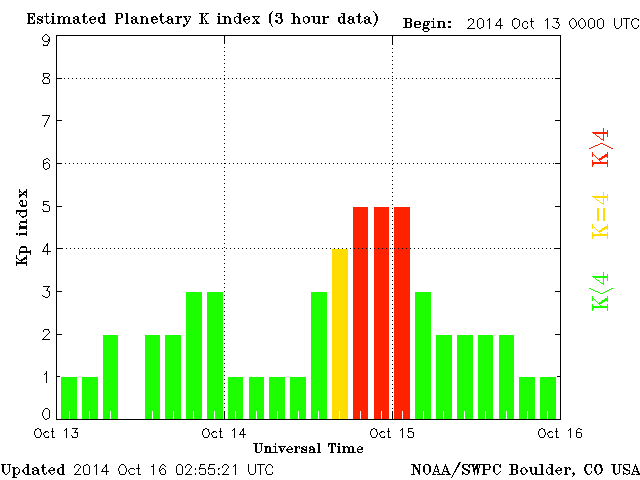 Estimated Planetary K index (3 hour data) Begin: 2014 Oct 13 0000 UTC
9
8
7
6
5
4
3
2
1
0
Kp index
K>4
K=4
K<4
Oct 13 Oct 14 Oct 15 Oct 16
Universal Time
Updated 2014 Oct 16 02:55:21 UTC NOAA/SWPC Boulder, CO USA